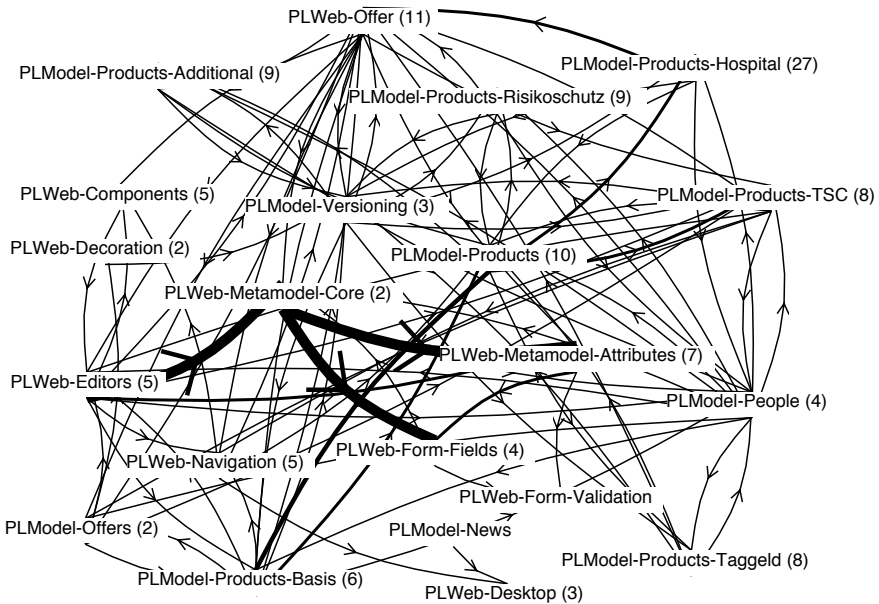 PLWeb-Offer (11)
PLModel-Products-Hospital (27)
PLModel-Products-Additional (9)
PLModel-Products-Risikoschutz (9)
PLWeb-Components (5)
PLModel-Versioning (3)
PLModel-Products-TSC (8)
PLWeb-Decoration (2)
PLModel-Products (10)
PLWeb-Metamodel-Core (2)
PLWeb-Metamodel-Attributes (7)
PLWeb-Editors (5)
PLModel-People (4)
PLWeb-Form-Fields (4)
PLWeb-Navigation (5)
PLWeb-Form-Validation
PLModel-Offers (2)
PLModel-News
PLModel-Products-Taggeld (8)
PLModel-Products-Basis (6)
PLWeb-Desktop (3)